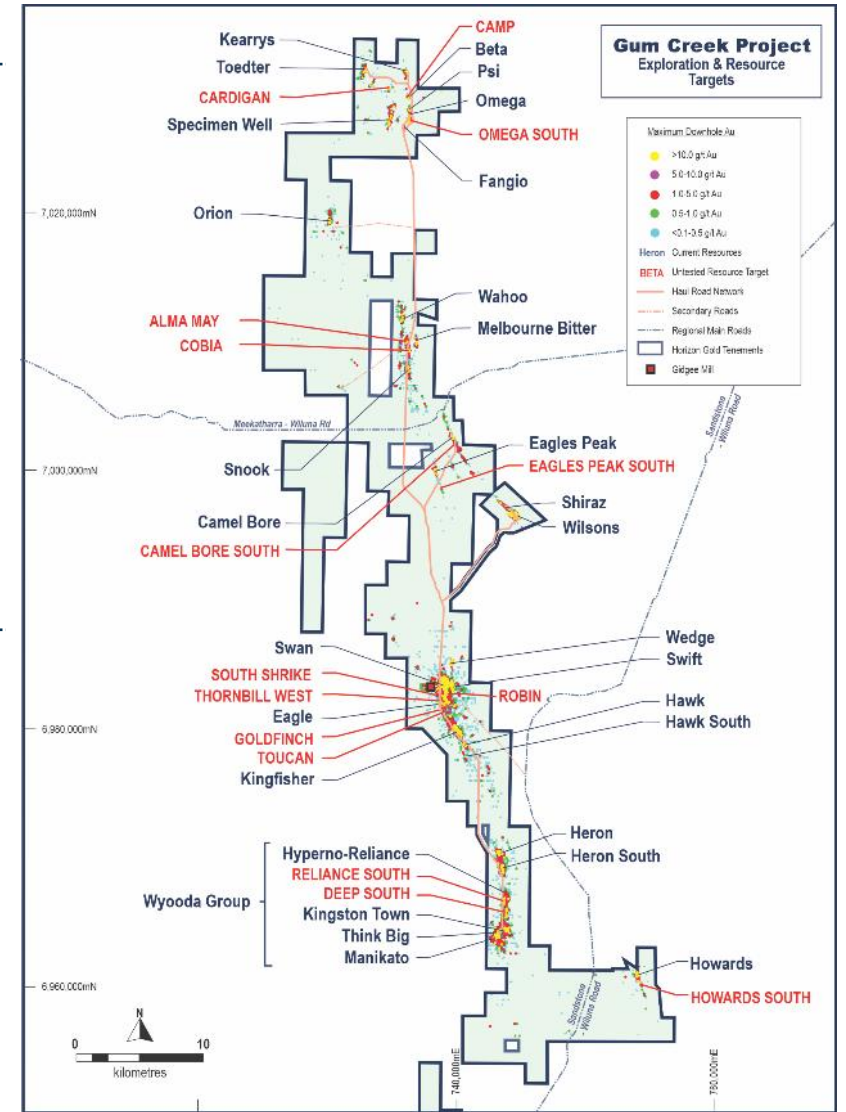 Gum Creek Project
Exploration & Resource
Targets
Maximum Downhole Au
>10.0 g/t Au
5.0-10.0 g/t Au
1.0-5.0 g/t Au
0.5-1.0 g/t Au
<0.1-0.5 g/t Au
Heron Current Resources
BETA Untested Resource Target
Haul Road Network
Secondary Roads
Regional Main Roads
Horizon Gold Tenements
Gidgee Mill
Kearrys
Toedter
CARDIGAN
Specimen Well
CAMP
Beta
Psi
Omega
OMEGA SOUTH
Fangio
7,020,000mN
Orion
Wahoo
ALMA MAY
Melbourne Bitter
COBIA
Meekatharra - Wiluna Rd
Sandstone
- Wiluna Road
Snook
7,000,000mN
Eagles Peak
EAGLES PEAK SOUTH
Camel Bore
CAMEL BORE SOUTH
Shiraz
Wilsons
Swan
Wedge
Swift
SOUTH SHRIKE
THORNBILL WEST
ROBIN
Eagle
Hawk
Hawk South
6,980,000mN
GOLDFINCH
TOUCAN
Kingfisher
Heron
Heron South
Hyperno-Reliance
RELIANCE SOUTH
DEEP SOUTH
Wyooda Group
Kingston Town
Think Big
Manikato
Howards
HOWARDS SOUTH
6,960,000mN
Sandstone
- Wiluna Road
N
0 10
kilometres
740,000mE
760,000mE